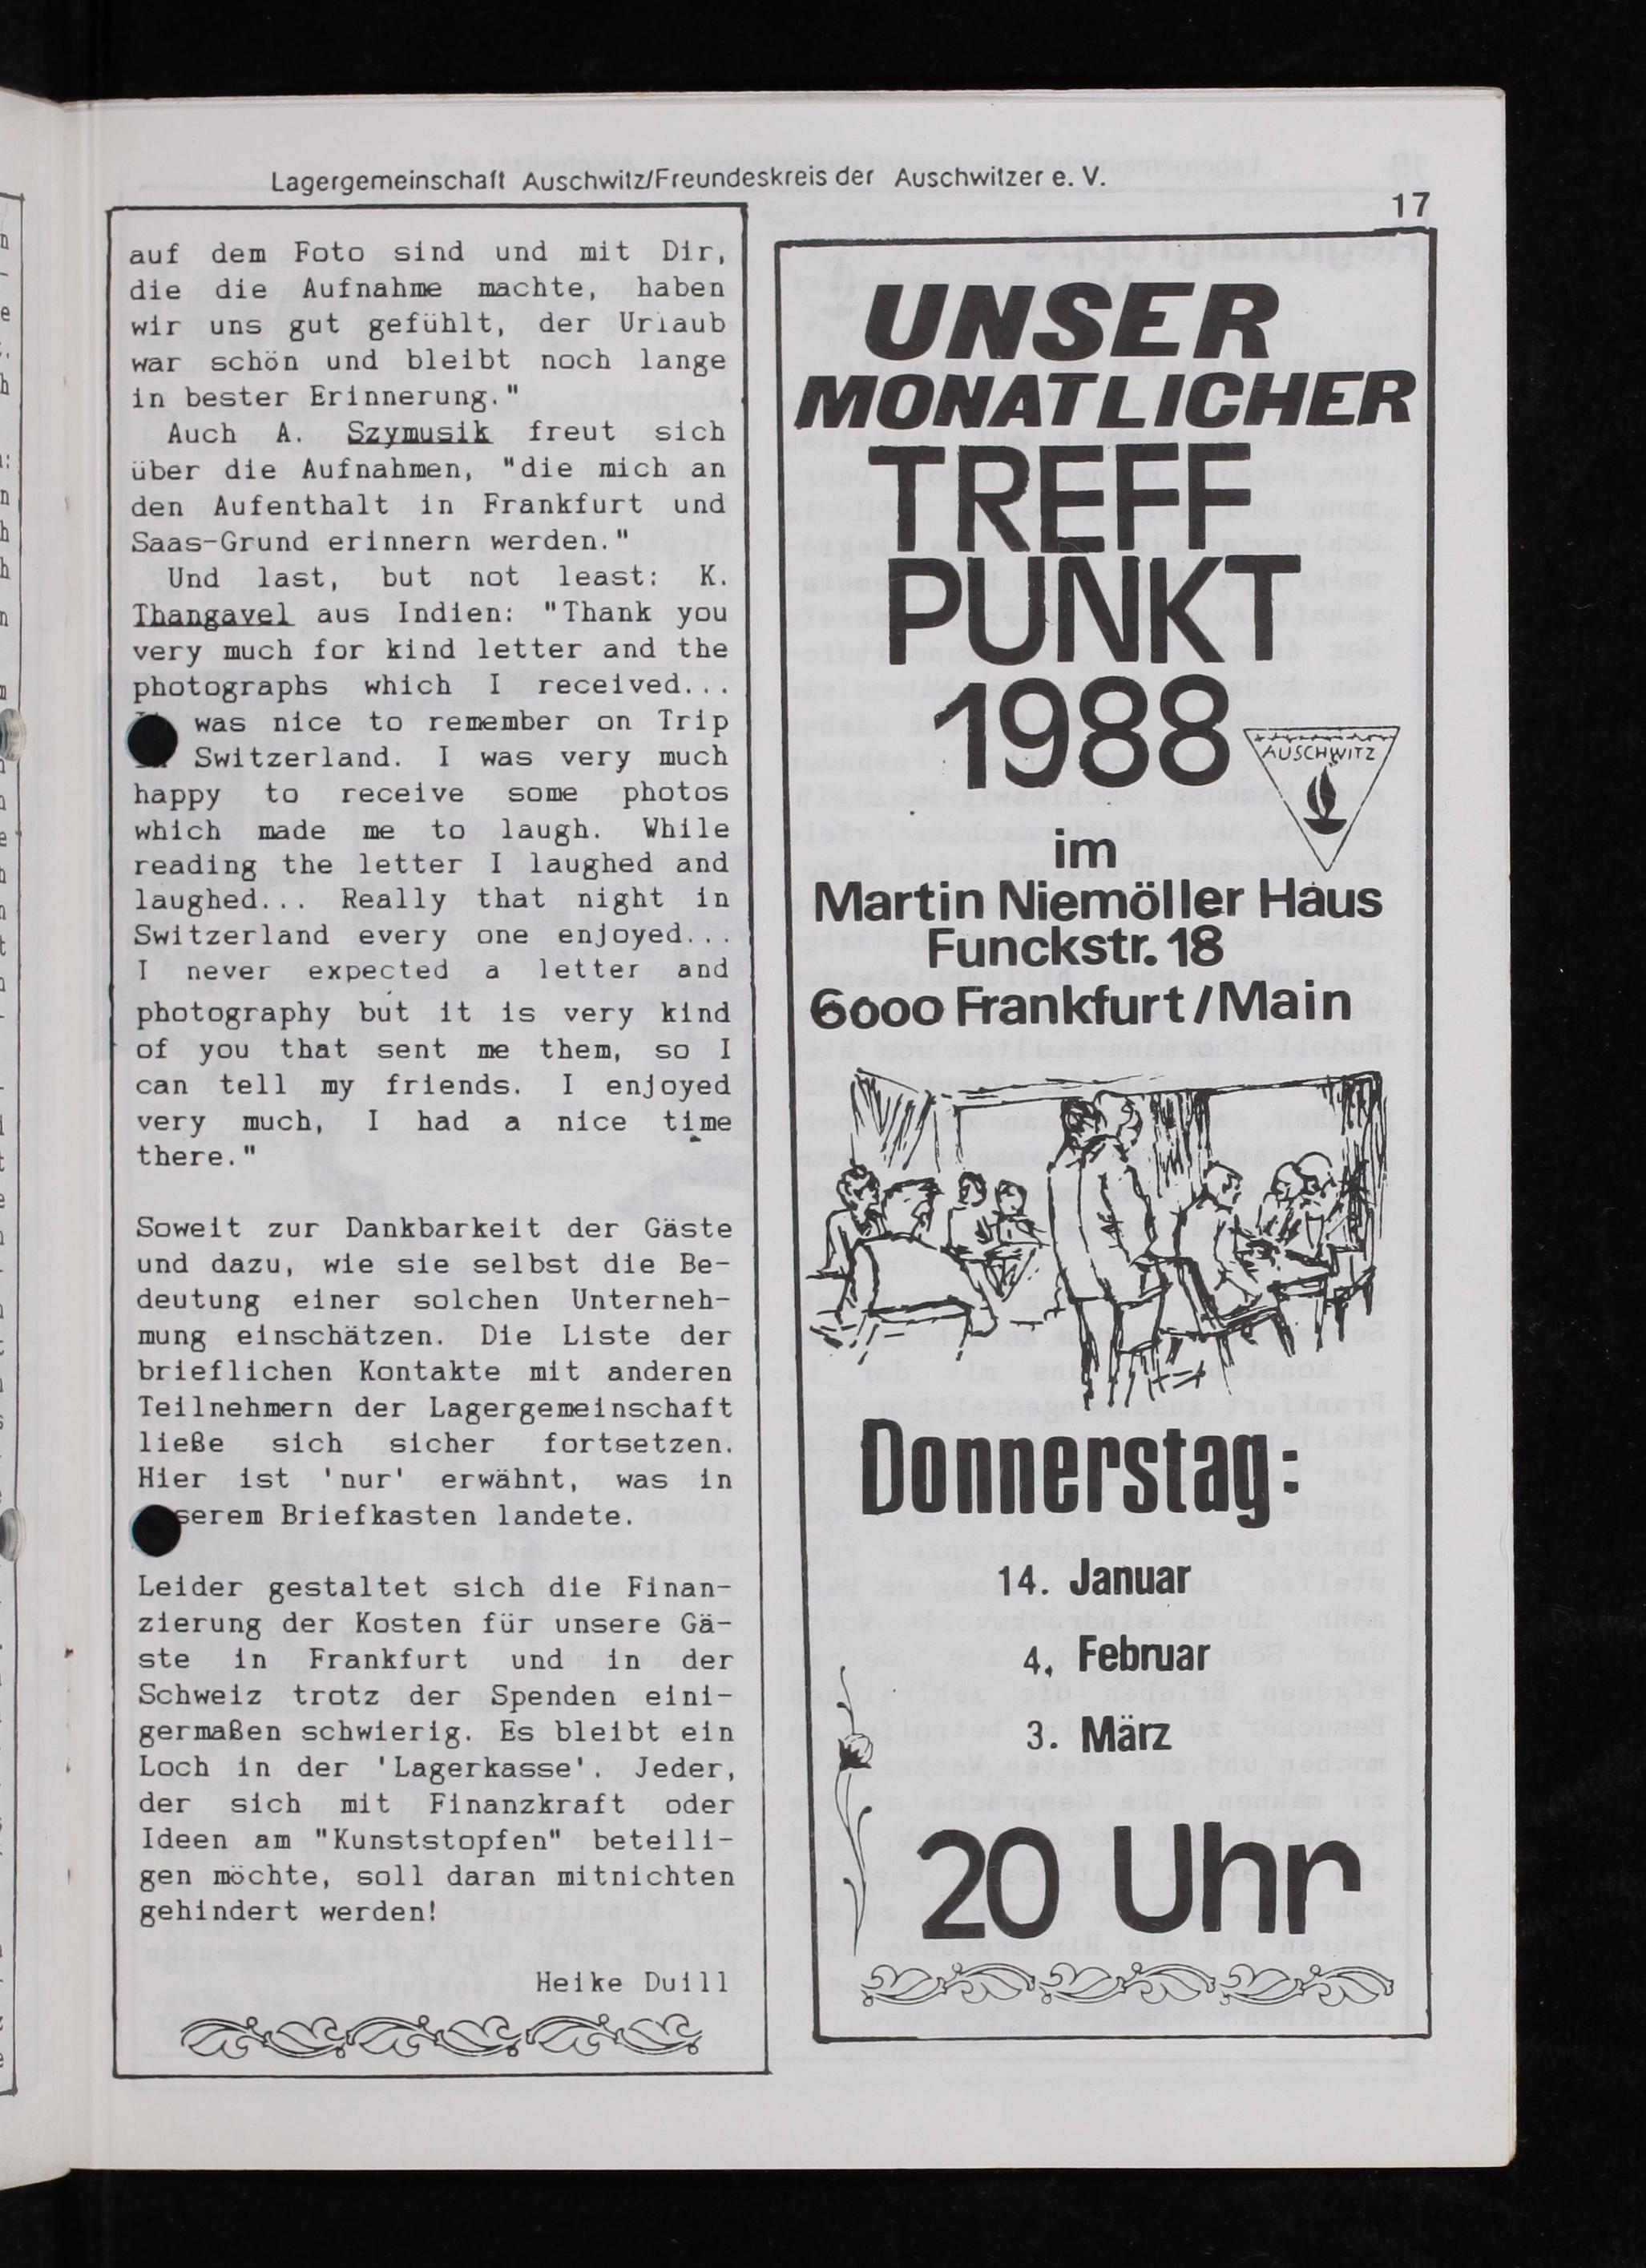 Lagergemeinschaft Auschwitz/Freundeskreis der Auschwitzer e. V.
17
auf dem Foto sind und mit Dir,
die die Aufnahme machte, haben
wir uns gut gefühlt, der Urlaub
war schön und bleibt noch lange
in bester Erinnerung."
Auch A. Szymusik freut sich
über die Aufnahmen, "die mich an
den Aufenthalt in Frankfurt und
Saas-Grund erinnern werden."
Und last, but not least: K.
Thangavel aus Indien: "Thank you
very much for kind letter and the
photographs which I received...
was nice to remember on Trip
Switzerland. I was very much
happy to receive some photos
which made me to laugh. While
reading the letter I laughed and
laughed... Really that night in
Switzerland every one enjoyed...
I never expected a letter and
photography but it is very kind
of you that sent me them, so I
can tell my friends. I enjoyed
very much, I had a nice time
there."
Soweit zur Dankbarkeit der Gäste
und dazu, wie sie selbst die Be-
deutung einer solchen Unterneh-
mung einschätzen. Die Liste der
brieflichen Kontakte mit anderen
Teilnehmern der Lagergemeinschaft
ließe sich sicher fortsetzen.
Hier ist 'nur' erwähnt, was in
serem Briefkasten landete.
Leider gestaltet sich die Finan-
zierung der Kosten für unsere Gä-
ste in Frankfurt und in der
Schweiz trotz der Spenden eini-
germaßen schwierig. Es bleibt ein
Loch in der 'Lagerkasse'. Jeder,
der sich mit Finanzkraft oder
Ideen am "Kunststopfen" beteili-
gen möchte, soll daran mitnichten
gehindert werden!
Heike Duill
UNSER
MONATLICHER
TREFF
PUNKT
1988
AUSCHWITZ
im
Martin Niemöller Haus
Funckstr. 18
6000 Frankfurt/Main
Donnerstag:
14. Januar
4. Februar
3. März
20 Uhr